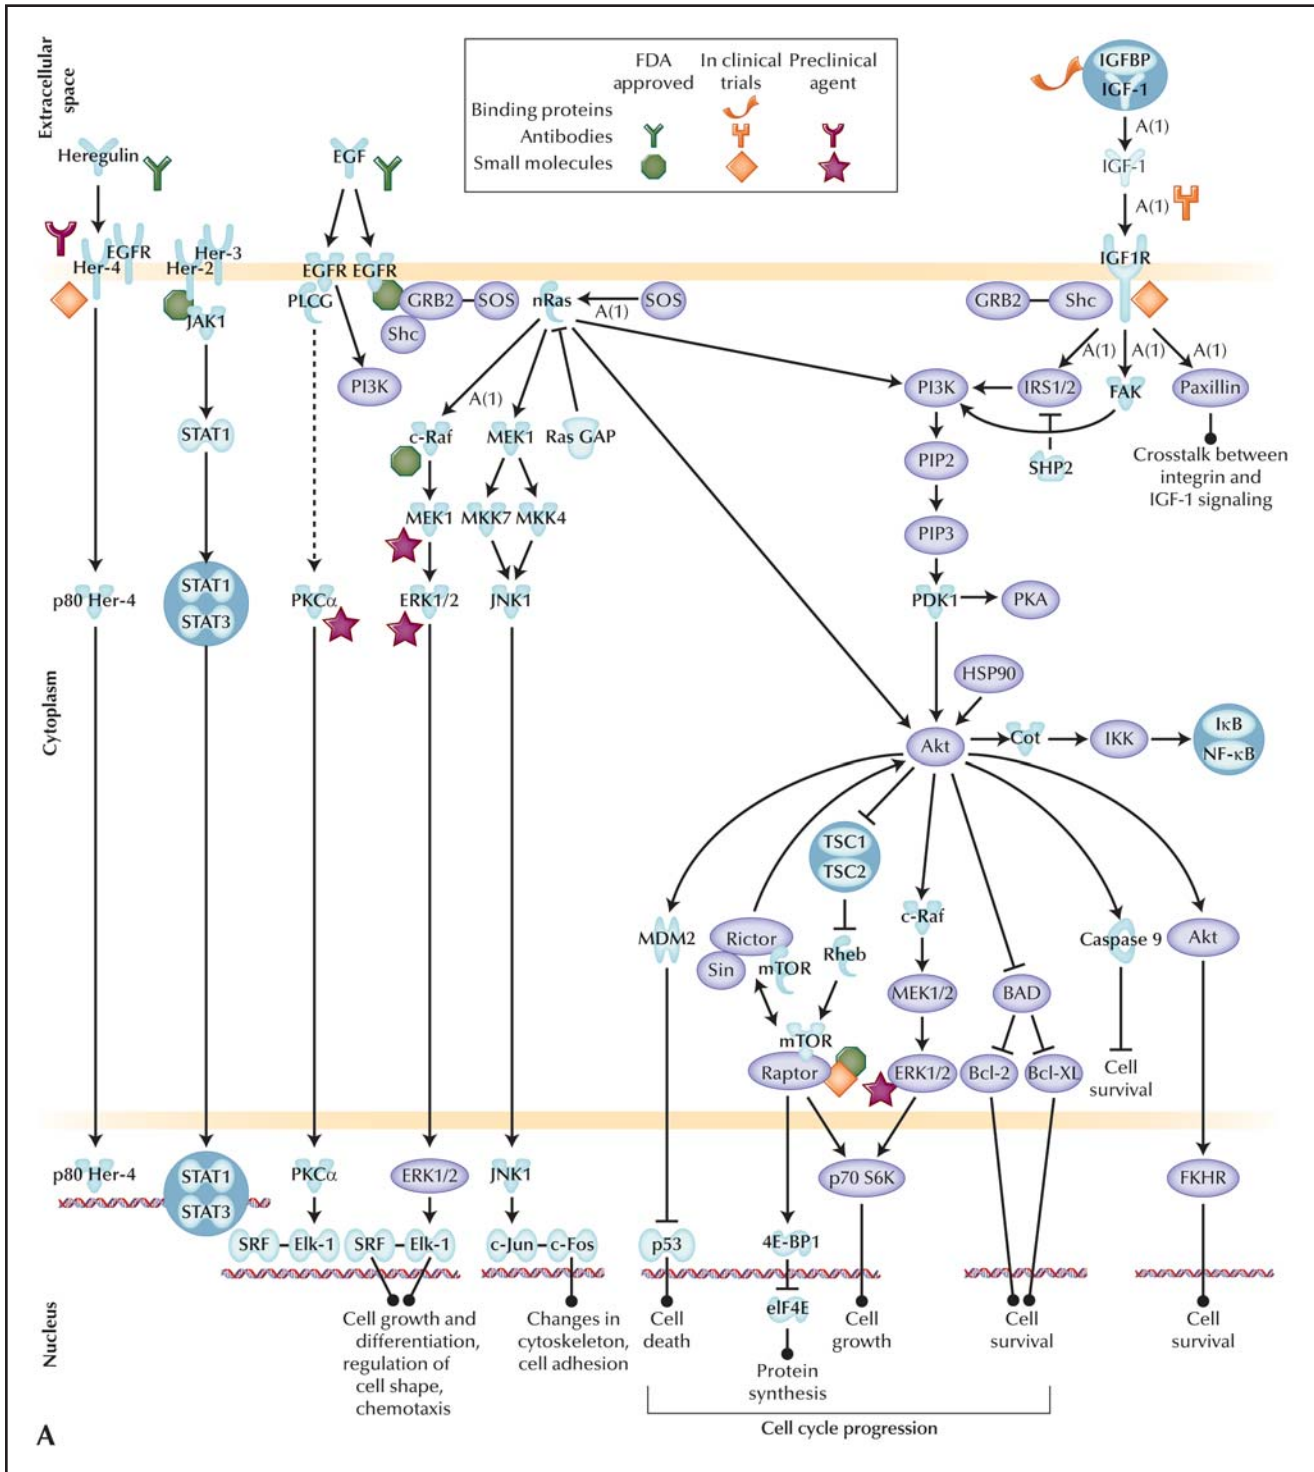 Extracellular
space
FDA
approved
In clinical
trials
Preclinical
agent
Binding proteins
Antibodies
Small molecules
IGFBP
IGF-1
A(1)
IGF-1
A(1)
Heregulin
EGF
Her-4
EGFR
Her-2
Her-3
EGFR
EGFR
IGF1R
JAK1
PLCG
GRB2
SOS
Shc
nRas
A(1)
SOS
GRB2
Shc
A(1)
A(1)
A(1)
PI3K
A(1)
PI3K
IRS1/2
FAK
Paxillin
STAT1
c-Raf
MEK1
Ras GAP
PIP2
SHP2
Crosstalk between
integrin and
IGF-1 signaling
MEK1
MKK7
MKK4
PIP3
p80 Her-4
STAT1
STAT3
PKCα
ERK1/2
JNK1
PDK1
PKA
Cytoplasm
HSP90
Akt
Cot
IKK
IκB
NF-κB
TSC1
TSC2
MDM2
Rictor
Sin
mTOR
Rheb
c-Raf
Caspase 9
Akt
MEK1/2
BAD
mTOR
Raptor
ERK1/2
Bcl-2
Bcl-XL
Cell
survival
p80 Her-4
STAT1
STAT3
PKCα
ERK1/2
JNK1
p70 S6K
FKHR
SRF
Elk-1
SRF
Elk-1
c-Jun
c-Fos
p53
4E-BP1
eIF4E
Nucleus
Cell growth and
differentiation,
regulation of
cell shape,
chemotaxis
Changes in
cytoskeleton,
cell adhesion
Cell
death
Protein
synthesis
Cell
growth
Cell
survival
Cell
survival
Cell cycle progression
A